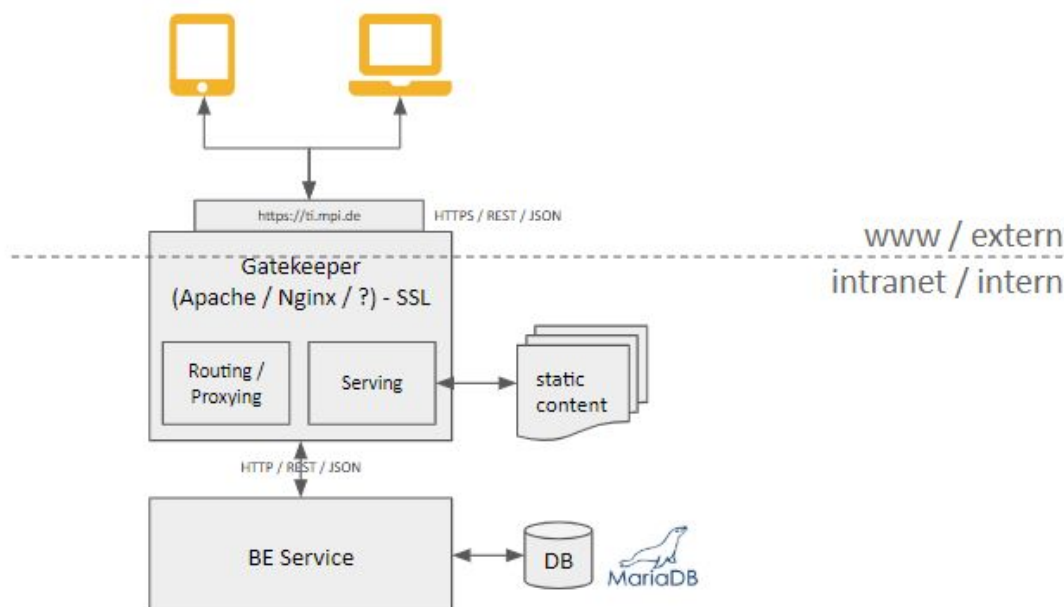 https://ti.mpi.de
HTTPS / REST / JSON
www / extern
Gatekeeper
intranet / intern
(Apache / Nginx / ?) - SSL
Routing /
Proxying
Serving
static
content
HTTP / REST / JSON
BE Service
DB
MariaDB